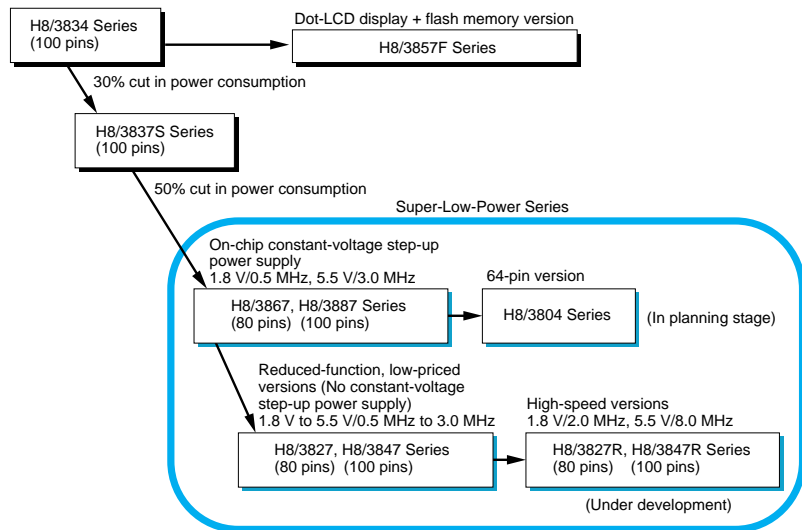 Dot-LCD display + flash memory version
H8/3834 Series
(100 pins)
H8/3857F Series
30% cut in power consumption
H8/3837S Series
(100 pins)
50% cut in power consumption
Super-Low-Power Series
On-chip constant-voltage step-up
power supply
1.8 V/0.5 MHz, 5.5 V/3.0 MHz
64-pin version
H8/3867, H8/3887 Series
(80 pins) (100 pins)
H8/3804 Series
(In planning stage)
Reduced-function, low-priced
versions (No constant-voltage
step-up power supply)
1.8 V to 5.5 V/0.5 MHz to 3.0 MHz
High-speed versions
1.8 V/2.0 MHz, 5.5 V/8.0 MHz
H8/3827, H8/3847 Series
(80 pins) (100 pins)
H8/3827R, H8/3847R Series
(80 pins) (100 pins)
(Under development)